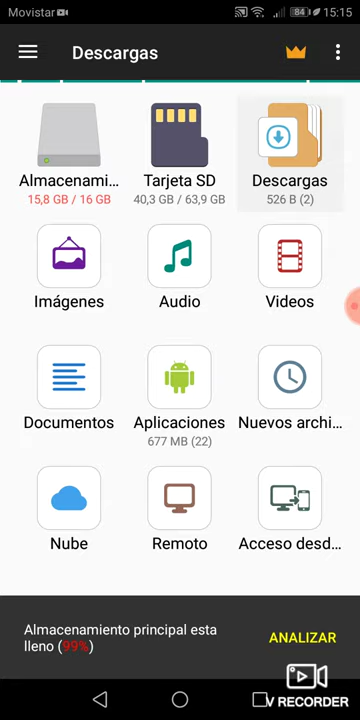 Movistar
84
15:15
Descargas
Almacenami...
15,8 GB / 16 GB
Tarjeta SD
40,3 GB / 63,9 GB
Descargas
526 B (2)
Imágenes
Audio
Videos
Documentos
Aplicaciones
677 MB (22)
Nuevos archi...
Nube
Remoto
Acceso desd...
Almacenamiento principal esta
lleno (99%)
ANALIZAR
V RECORDER